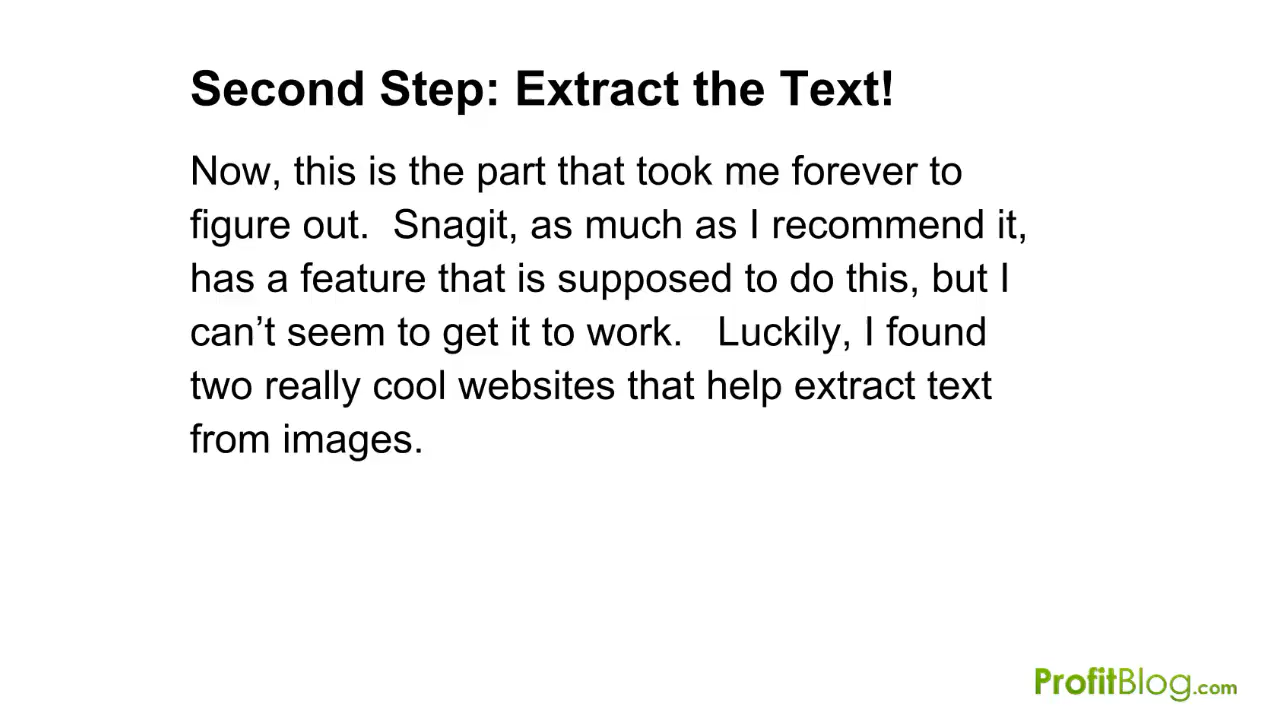 Second Step: Extract the Text!
Now, this is the part that took me forever to
figure out.  Snagit, as much as I recommend it,
has a feature that is supposed to do this, but I
can’t seem to get it to work.   Luckily, I found
two really cool websites that help extract text
from images.
ProfitBlog.com